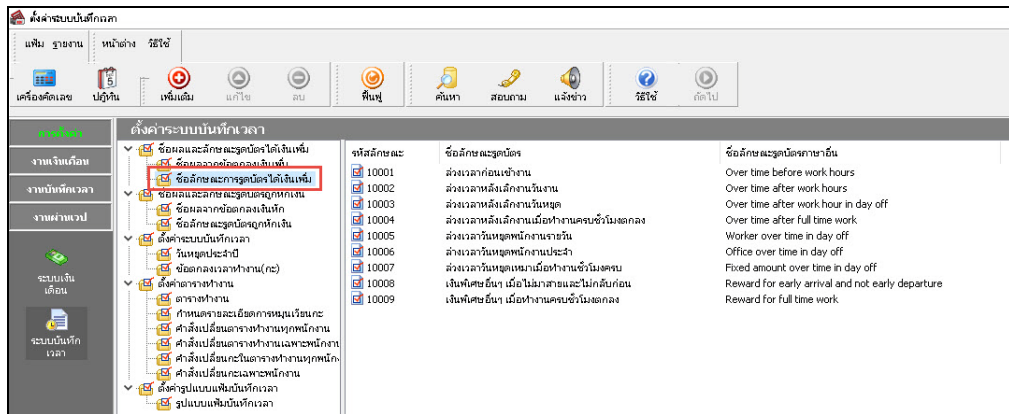 ตั้งค่าระบบบันทึกเวลา
แฟ้ม รายงาน หน้าต่าง วิธีใช้
เครื่องคิดเลข ปฏิทิน เพิ่มเติม แก้ไข ลบ ฟื้นฟู ค้นหา สอบถาม แจ้งข่าว วิธีใช้ ถัดไป
การตั้งค่า
งานเงินเดือน
งานบันทึกเวลา
งานผ่านเวป
ระบบเงิน
เดือน
ระบบบันทึก
เวลา
ตั้งค่าระบบบันทึกเวลา
ชื่อผลและลักษณะรูดบัตรได้เงินเพิ่ม
ชื่อผลจากข้อตกลงเงินเพิ่ม
ชื่อลักษณะการรูดบัตรได้เงินเพิ่ม
ชื่อผลและลักษณะรูดบัตรถูกหักเงิน
ชื่อผลจากข้อตกลงเงินหัก
ชื่อลักษณะรูดบัตรถูกหักเงิน
ตั้งค่าระบบบันทึกเวลา
วันหยุดประจำปี
ข้อตกลงเวลาทำงาน(กะ)
ตั้งค่าตารางทำงาน
ตารางทำงาน
กำหนดรายละเอียดการหมุนเวียนกะ
คำสั่งเปลี่ยนตารางทำงานทุกพนักงาน
คำสั่งเปลี่ยนตารางทำงานเฉพาะพนักงาน
คำสั่งเปลี่ยนกะในตารางทำงานทุกพนัก
คำสั่งเปลี่ยนกะเฉพาะพนักงาน
ตั้งค่ารูปแบบแฟ้มบันทึกเวลา
รูปแบบแฟ้มบันทึกเวลา
รหัสลักษณะ ชื่อลักษณะรูดบัตร ชื่อลักษณะรูดบัตรภาษาอื่น
10001 ล่วงเวลาก่อนเข้างาน Over time before work hours
10002 ล่วงเวลาหลังเลิกงานวันงาน Over time after work hours
10003 ล่วงเวลาหลังเลิกงานวันหยุด Over time after work hour in day off
10004 ล่วงเวลาหลังเลิกงานเมื่อทำงานครบชั่วโมงตกลง Over time after full time work
10005 ล่วงเวลาวันหยุดพนักงานรายวัน Worker over time in day off
10006 ล่วงเวลาวันหยุดพนักงานประจำ Office over time in day off
10007 ล่วงเวลาวันหยุดเหมาเมื่อทำงานชั่วโมงครบ Fixed amount over time in day off
10008 เงินพิเศษอื่นๆ เมื่อไม่มาสายและไม่กลับก่อน Reward for early arrival and not early departure
10009 เงินพิเศษอื่นๆ เมื่อทำงานครบชั่วโมงตกลง Reward for full time work